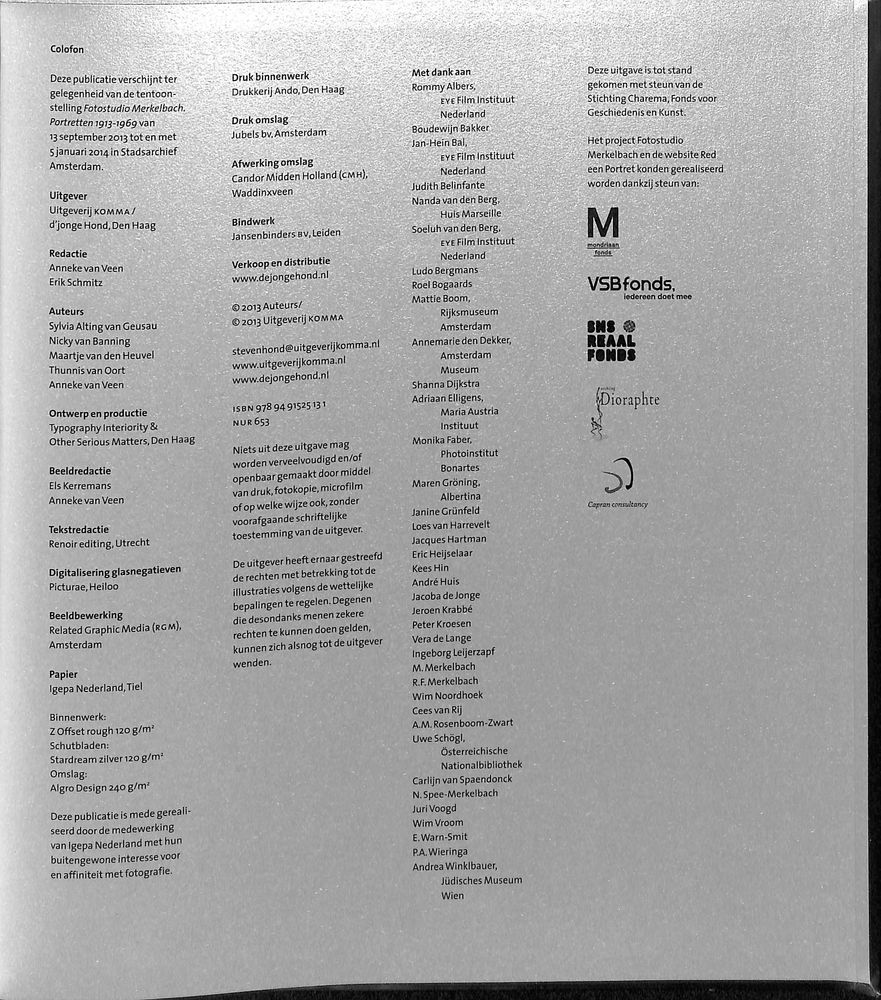 Colofon
Deze publicatie verschijnt ter
gelegenheid van de tentoon-
stelling Fotostudio Merkelbach.
Portretten 1913-1969 van
13 september 2013 tot en met
5 januari 2014 in Stadsarchief
Amsterdam.
Uitgever
Uitgeverij KOMMA /
d'jonge Hond, Den Haag
Redactie
Anneke van Veen
Erik Schmitz
Auteurs
Sylvia Alting van Geusau
Nicky van Banning
Maartje van den Heuvel
Thunnis van Oort
Anneke van Veen
Ontwerp en productie
Typography Interiority &
Other Serious Matters, Den Haag
Beeldredactie
Els Kerremans
Anneke van Veen
Tekstredactie
Renoir editing, Utrecht
Digitalisering glasnegatieven
Picturae, Heiloo
Beeldbewerking
Related Graphic Media (RGM),
Amsterdam
Papier
Igepa Nederland, Tiel
Binnenwerk:
Z Offset rough 120 g/m²
Schutbladen:
Stardream zilver 120 g/m²
Omslag:
Algro Design 240 g/m²
Deze publicatie is mede gereali-
seerd door de medewerking
van Igepa Nederland met hun
buitengewone interesse voor
en affiniteit met fotografie.
Druk binnenwerk
Drukkerij Ando, Den Haag
Druk omslag
Jubels bv, Amsterdam
Afwerking omslag
Candor Midden Holland (CMH),
Waddinxveen
Bindwerk
Jansenbinders BV, Leiden
Verkoop en distributie
www.dejongehond.nl
© 2013 Auteurs/
© 2013 Uitgeverij KOMMA
stevenhond@uitgeverijkomma.nl
www.uitgeverijkomma.nl
www.dejongehond.nl
ISBN 978 94 91525 13 1
NUR 653
Niets uit deze uitgave mag
worden verveelvoudigd en/of
openbaar gemaakt door middel
van druk, fotokopie, microfilm
of op welke wijze ook, zonder
voorafgaande schriftelijke
toestemming van de uitgever.
De uitgever heeft ernaar gestreefd
de rechten met betrekking tot de
illustraties volgens de wettelijke
bepalingen te regelen. Degenen
die desondanks menen zekere
rechten te kunnen doen gelden,
kunnen zich alsnog tot de uitgever
wenden.
Met dank aan
Rommy Albers,
EYE Film Instituut
Nederland
Boudewijn Bakker
Jan-Hein Bal,
EYE Film Instituut
Nederland
Judith Belinfante
Nanda van den Berg,
Huis Marseille
Soeluh van den Berg,
EYE Film Instituut
Nederland
Ludo Bergmans
Roel Bogaards
Mattie Boom,
Rijksmuseum
Amsterdam
Annemarie den Dekker,
Amsterdam
Museum
Shanna Dijkstra
Adriaan Elligens,
Maria Austria
Instituut
Monika Faber,
Photoinstitut
Bonartes
Maren Gröning,
Albertina
Janine Grünfeld
Loes van Harrevelt
Jacques Hartman
Eric Heijselaar
Kees Hin
André Huis
Jacoba de Jonge
Jeroen Krabbé
Peter Kroesen
Vera de Lange
Ingeborg Leijerzapf
M. Merkelbach
R.F. Merkelbach
Wim Noordhoek
Cees van Rij
A.M. Rosenboom-Zwart
Uwe Schögl,
Österreichische
Nationalbibliothek
Carlijn van Spaendonck
N. Spee-Merkelbach
Juri Voogd
Wim Vroom
E. Warn-Smit
P.A. Wieringa
Andrea Winklbauer,
Jüdisches Museum
Wien
Deze uitgave is tot stand
gekomen met steun van de
Stichting Charema, Fonds voor
Geschiedenis en Kunst.
Het project Fotostudio
Merkelbach en de website Red
een Portret konden gerealiseerd
worden dankzij steun van:
M
mondriaan
fonds
VSBfonds,
iedereen doet mee
SNS
REAAL
FONDS
stichting
Dioraphte
Capran consultancy